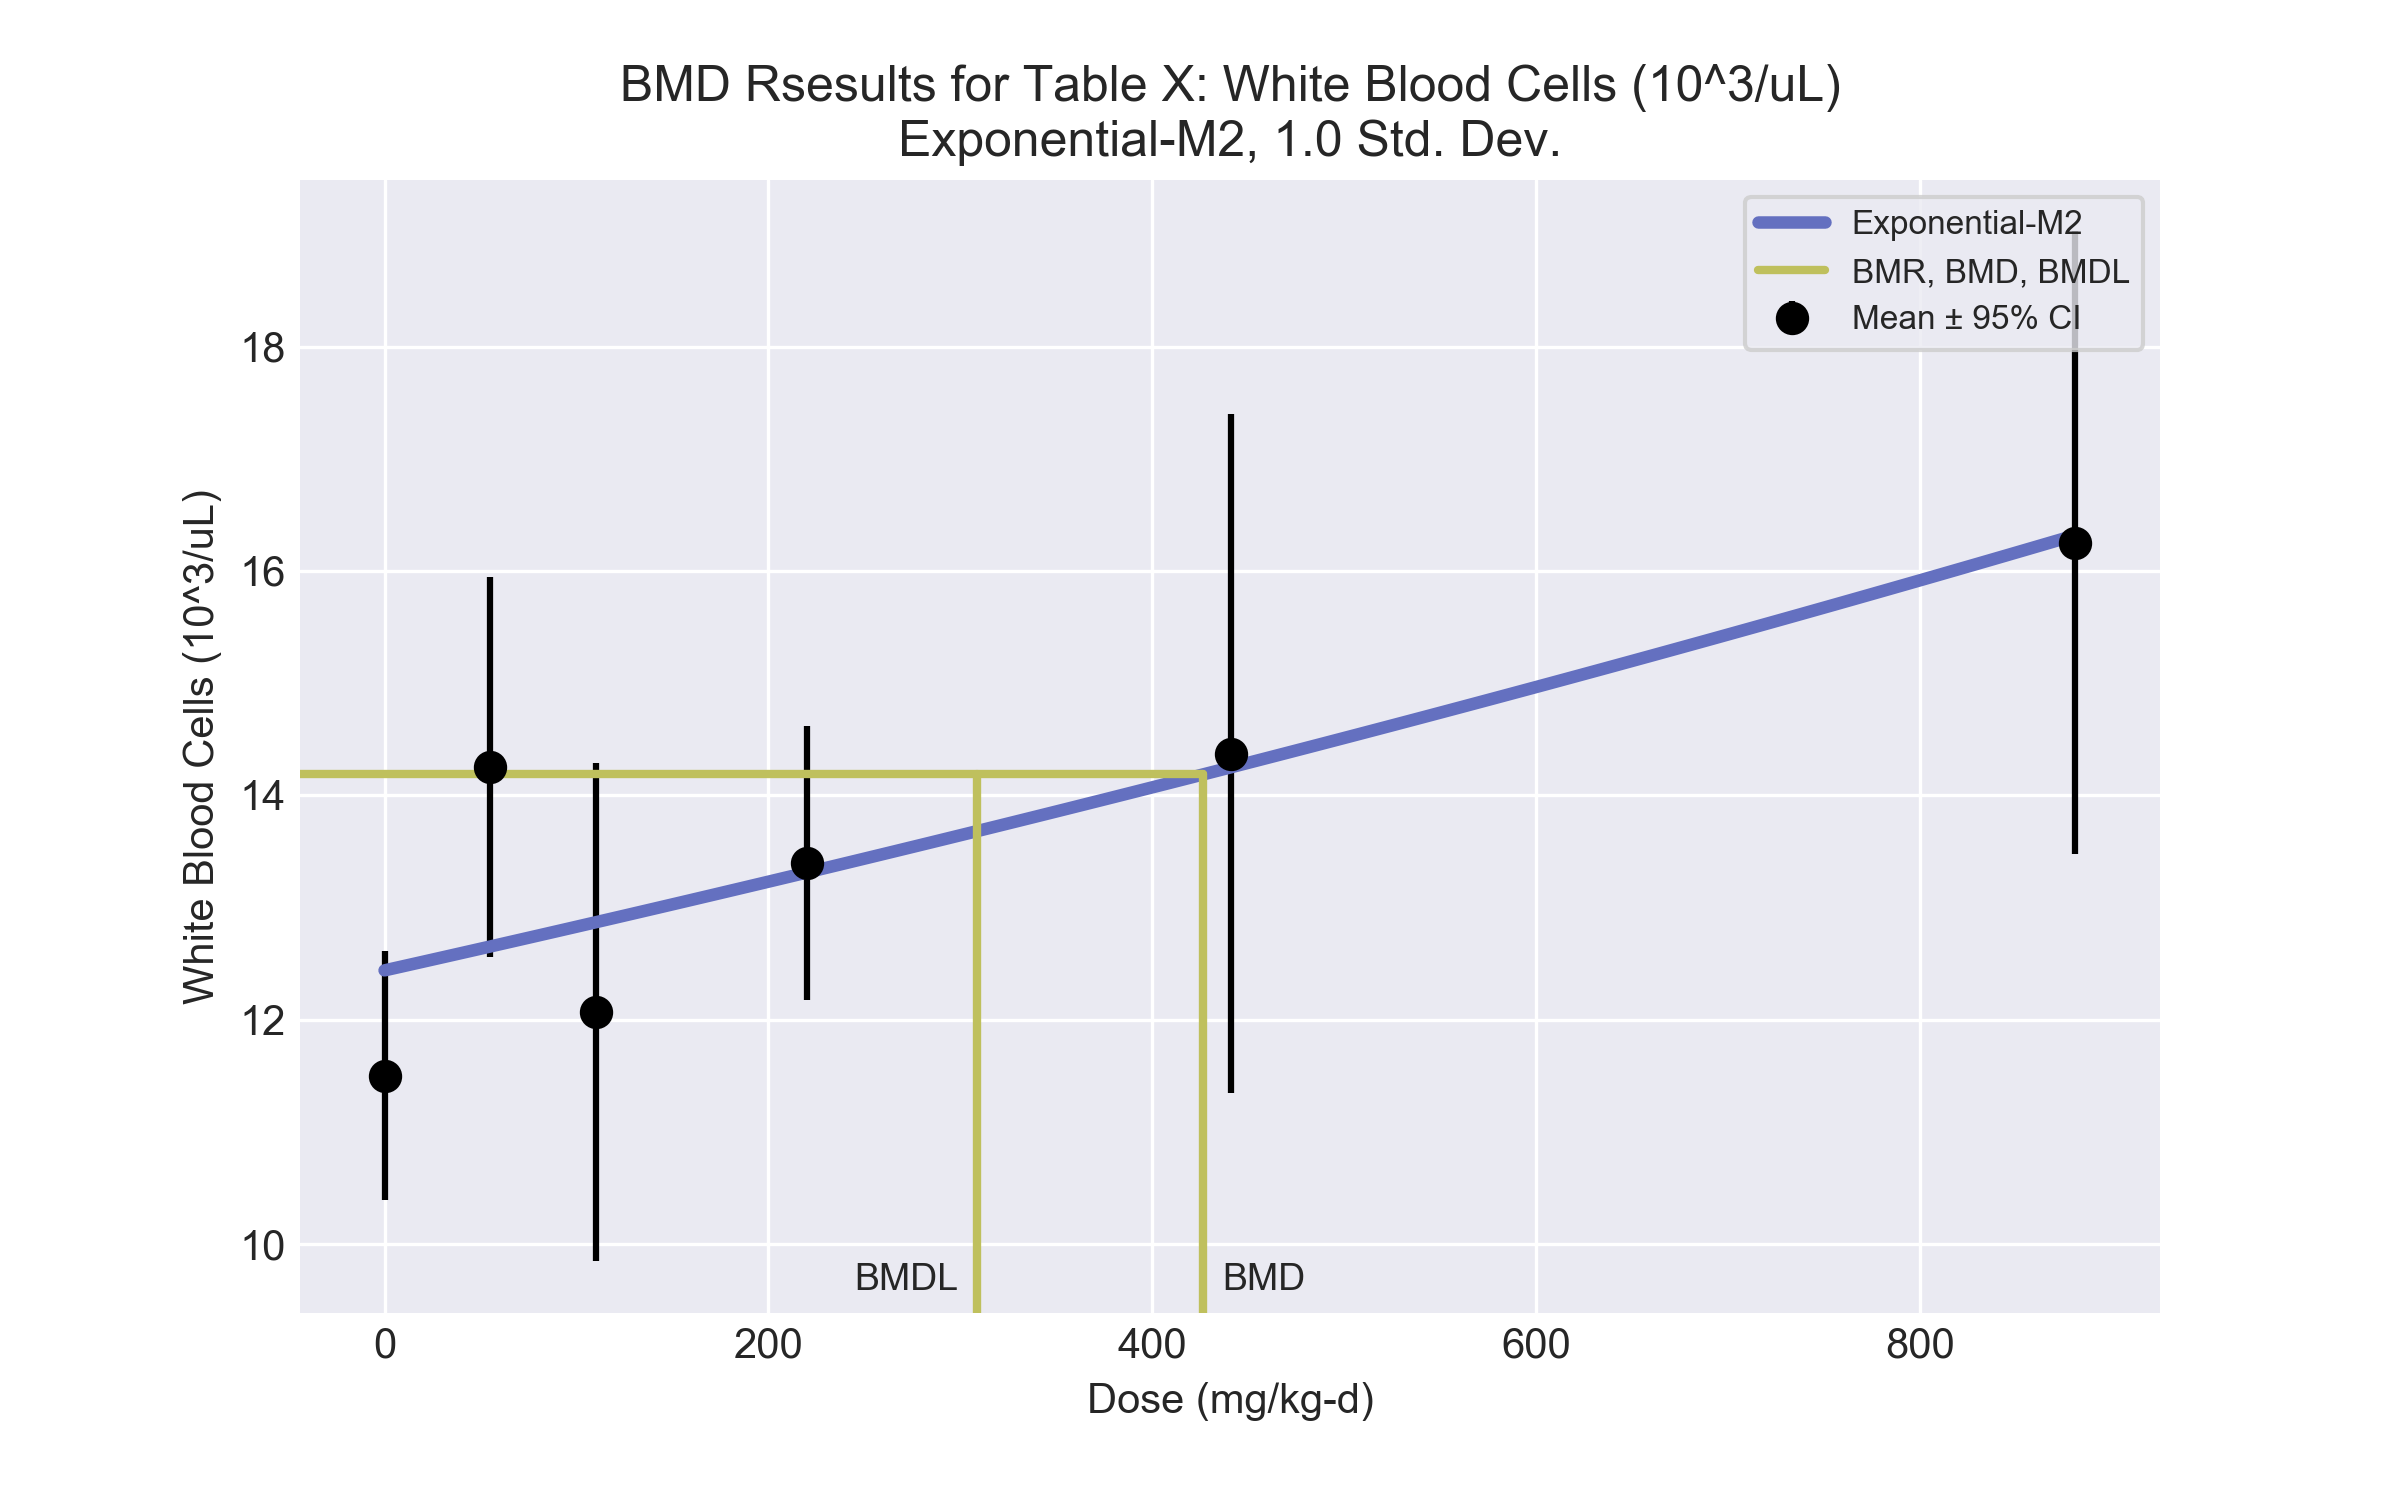 BMD Rsesults for Table X: White Blood Cells (10^3/uL)
Exponential-M2, 1.0 Std. Dev.
Exponential-M2
BMR, BMD, BMDL
Mean ± 95% CI
White Blood Cells (10^3/uL)
18
16
14
12
10
BMDL
BMD
0
200
400
600
800
Dose (mg/kg-d)